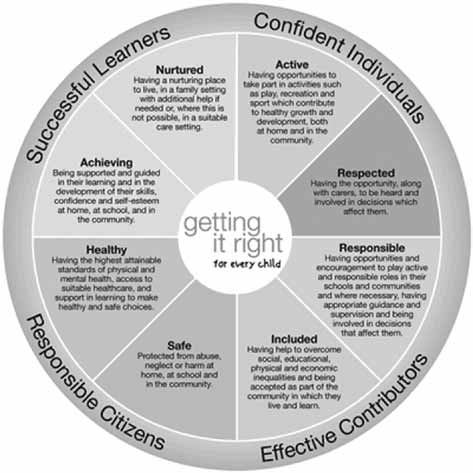 Successful Learners
Confident Individuals
Nurtured
Having a nurturing place
to live, in a family setting
with additional help if
needed or, where this is
not possible, in a suitable
care setting.
Active
Having opportunities to
take part in activities such
as play, recreation and
sport which contribute
to healthy growth and
development, both
at home and in the
community.
Achieving
Being supported and guided
in their learning and in the
development of their skills,
confidence and self-esteem
at home, at school, and in
the community.
Respected
Having the opportunity, along
with carers, to be heard and
involved in decisions which
affect them.
getting
it right
for every child
Healthy
Having the highest attainable
standards of physical and
mental health, access to
suitable healthcare, and
support in learning to make
healthy and safe choices.
Responsible
Having opportunities and
encouragement to play active
and responsible roles in their
schools and communities
and where necessary, having
appropriate guidance and
supervision and being
involved in decisions
that affect them.
Safe
Protected from abuse,
neglect or harm at
home, at school and
in the community.
Included
Having help to overcome
social, educational,
physical and economic
inequalities and being
accepted as part of the
community in which they
live and learn.
Responsible Citizens
Effective Contributors